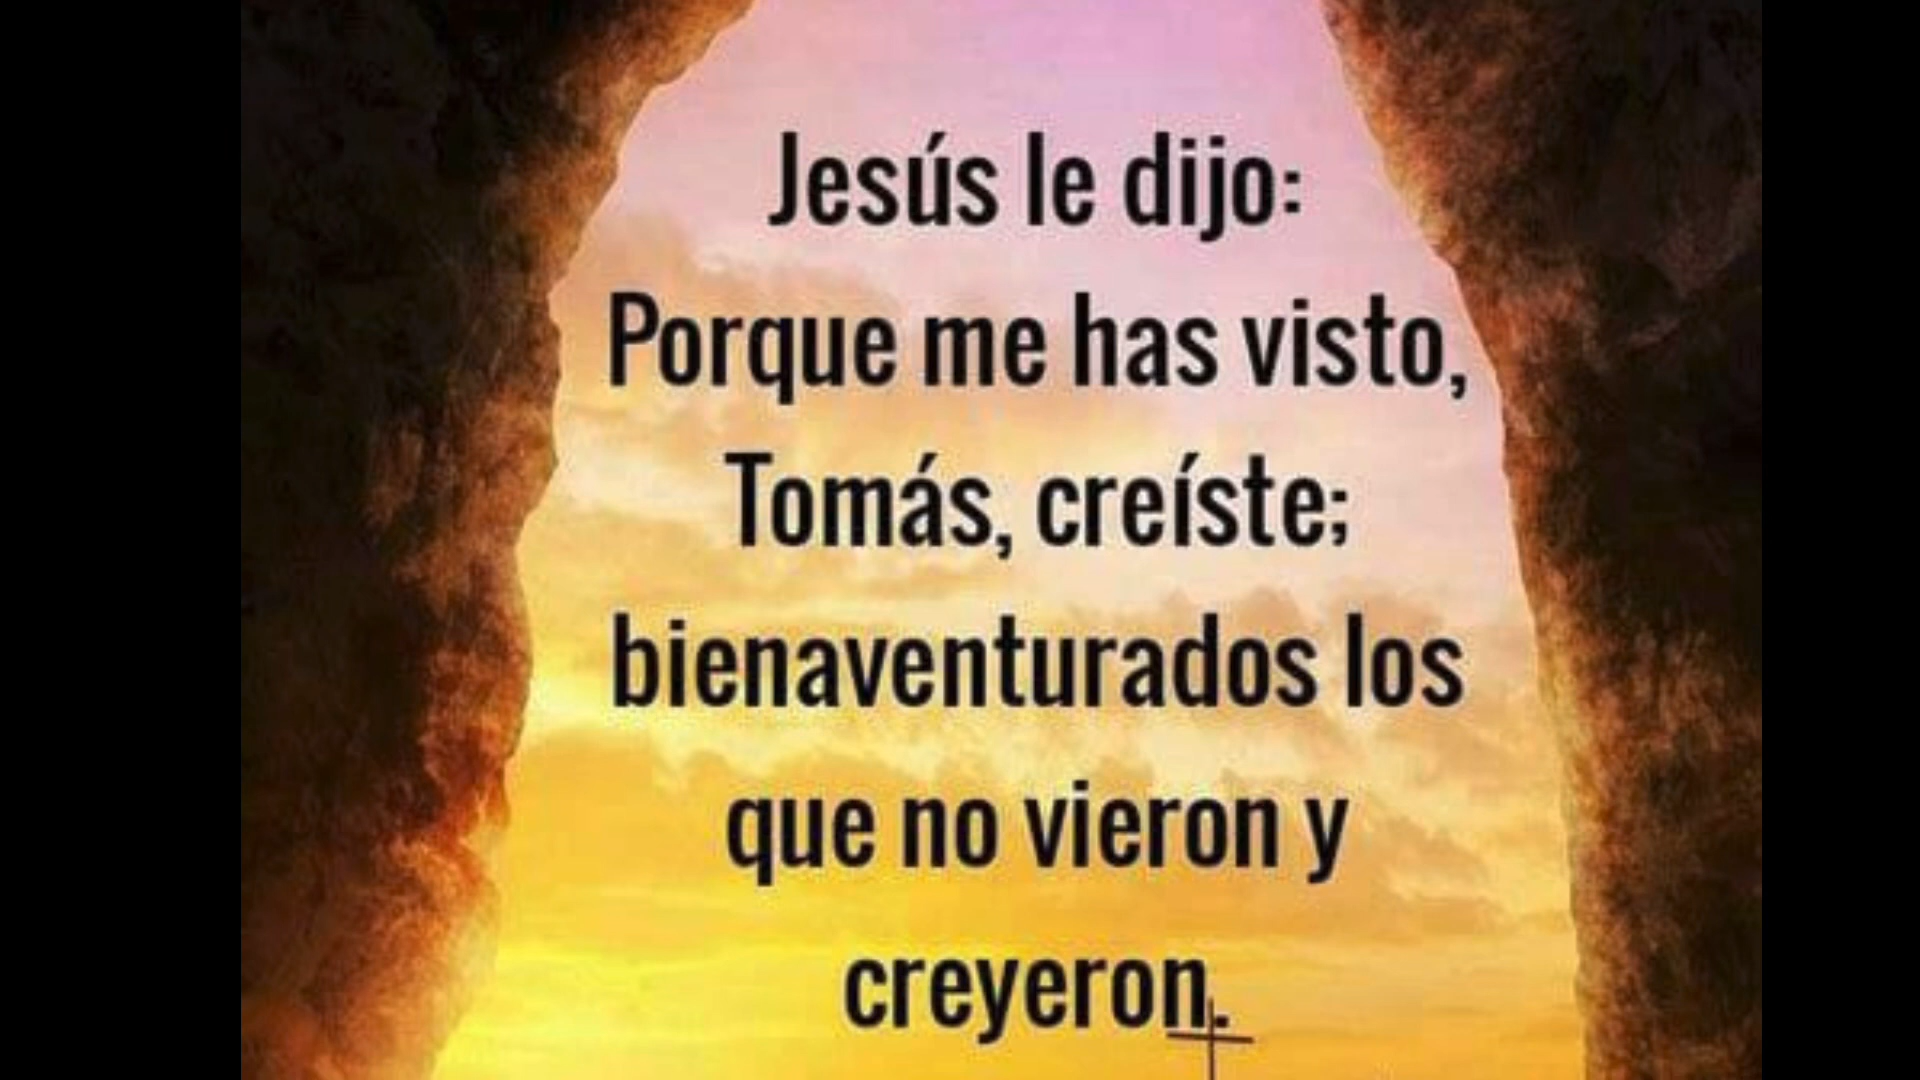 Jesús le dijo:
Porque me has visto,
Tomás, creíste;
bienaventurados los
que no vieron y
creyeron.